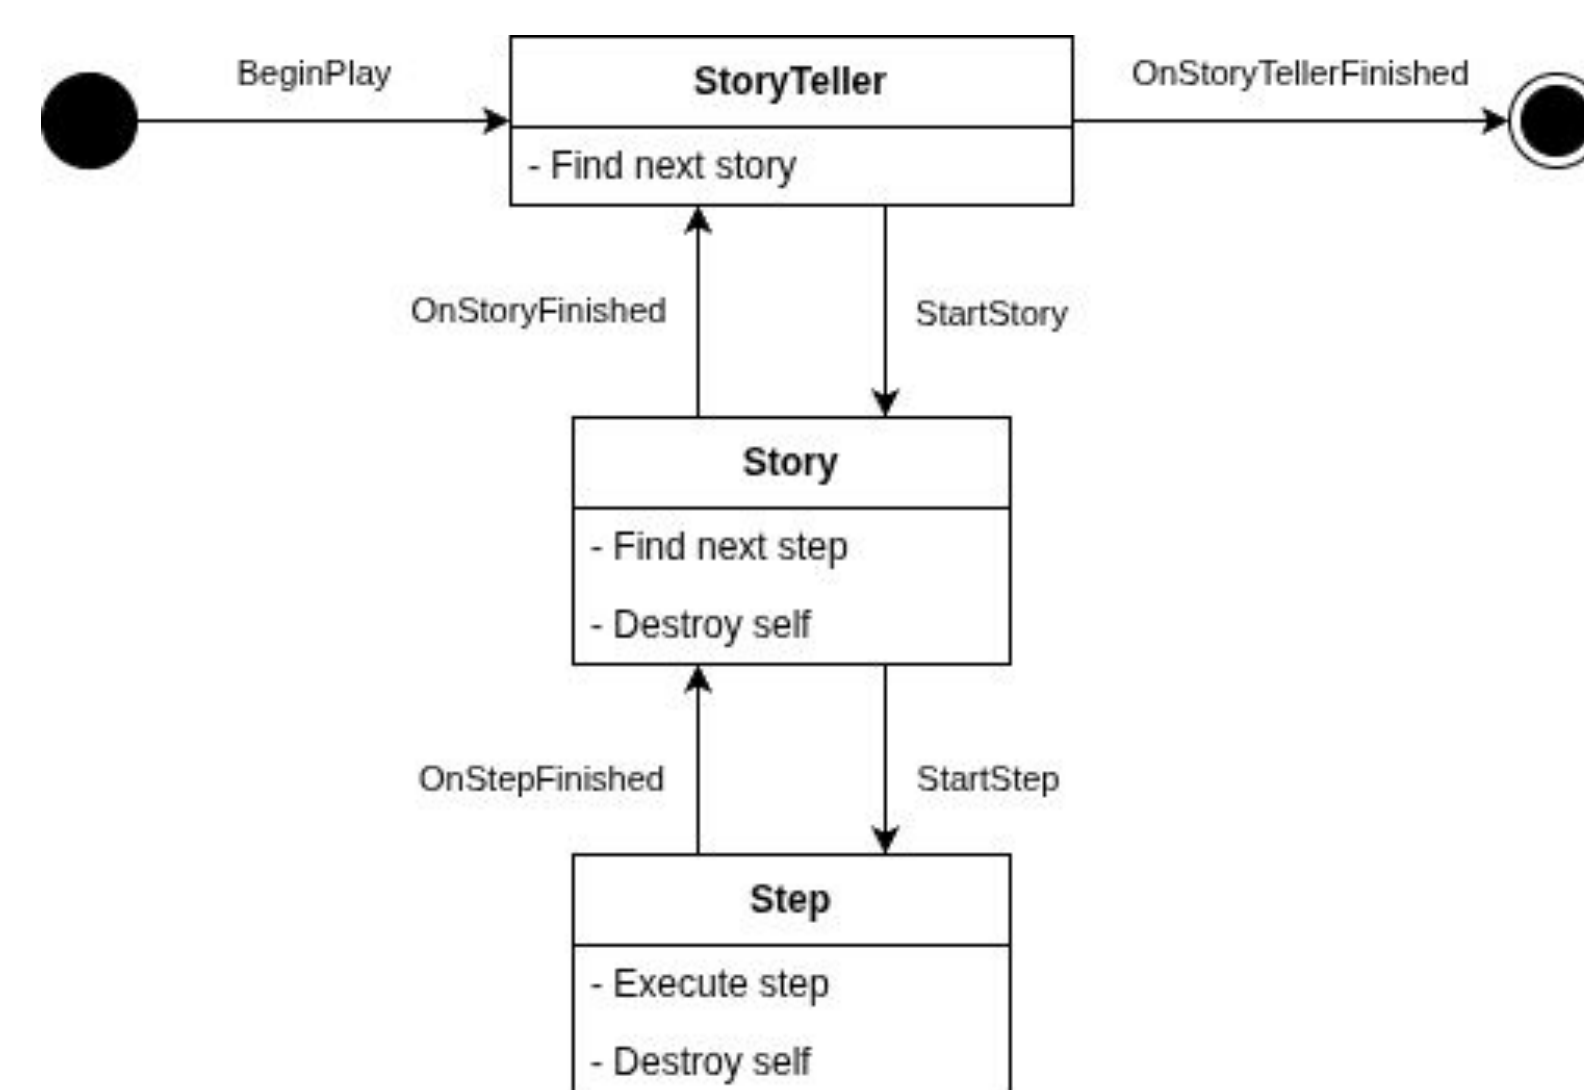 BeginPlay
StoryTeller
OnStoryTellerFinished
- Find next story
OnStoryFinished
StartStory
Story
- Find next step
- Destroy self
OnStepFinished
StartStep
Step
- Execute step
- Destroy self